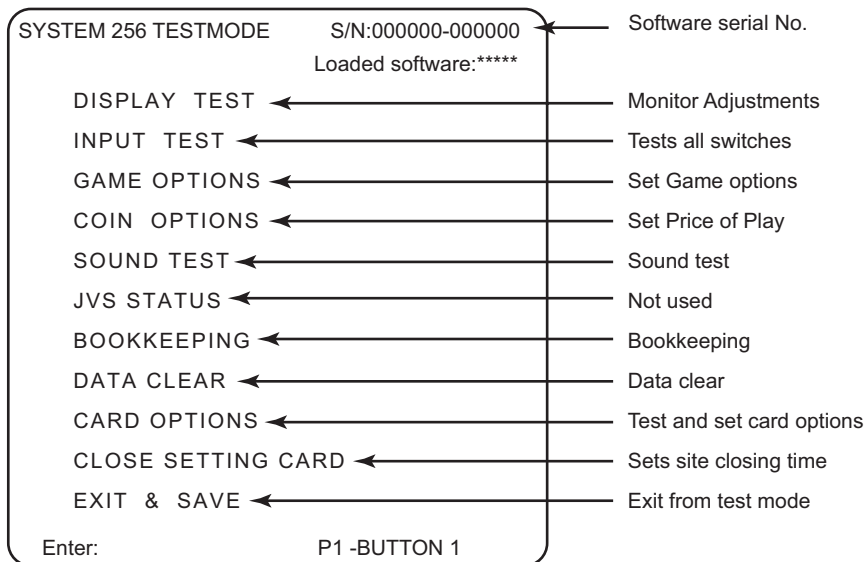 SYSTEM 256 TESTMODE S/N:000000-000000 Software serial No.
Loaded software:*****
DISPLAY TEST Monitor Adjustments
INPUT TEST Tests all switches
GAME OPTIONS Set Game options
COIN OPTIONS Set Price of Play
SOUND TEST Sound test
JVS STATUS Not used
BOOKKEEPING Bookkeeping
DATA CLEAR Data clear
CARD OPTIONS Test and set card options
CLOSE SETTING CARD Sets site closing time
EXIT & SAVE Exit from test mode
Enter: P1 -BUTTON 1